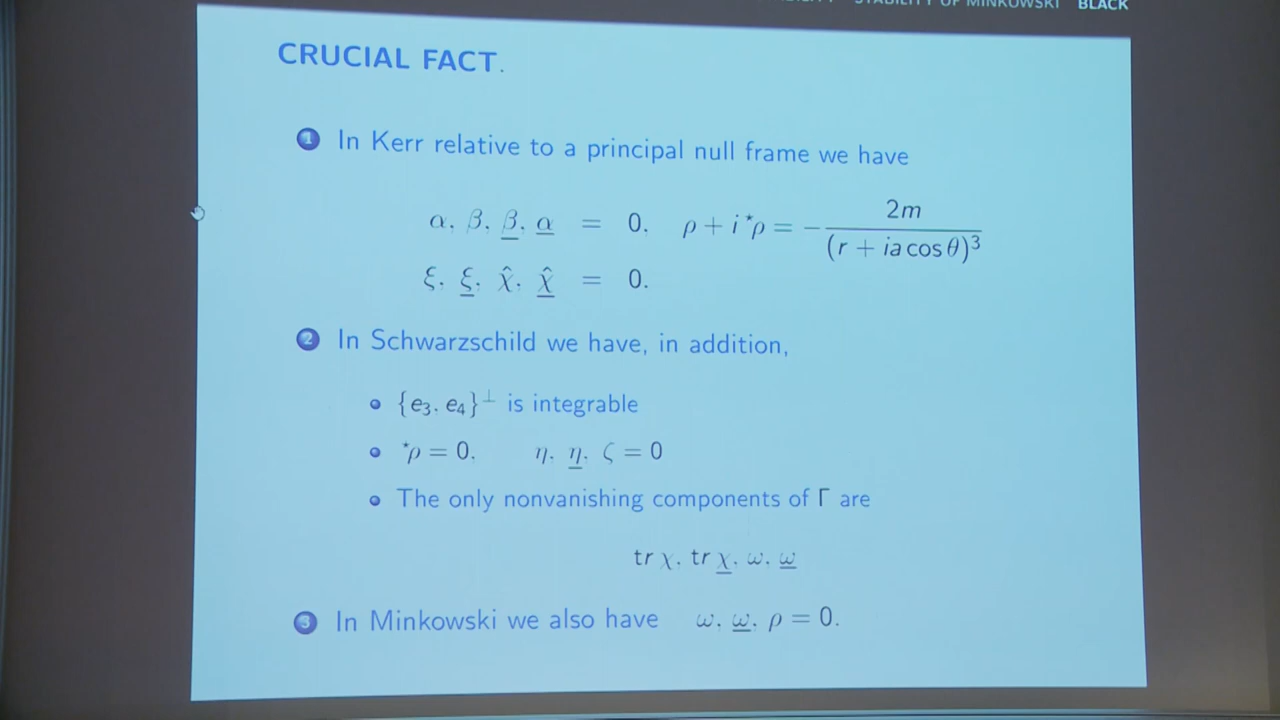 STABILITY OF MINKOWSKI BLACK
CRUCIAL FACT.
1 In Kerr relative to a principal null frame we have
α, β, β̲, α̲ = 0, ρ + i ⋆ρ = − 2m / (r + ia cos θ)³
ξ, ξ̲, χ̂, χ̲̂ = 0.
2 In Schwarzschild we have, in addition,
{e₃, e₄}⊥ is integrable
⋆ρ = 0, η, η̲, ζ = 0
The only nonvanishing components of Γ are
tr χ, tr χ̲, ω, ω̲
3 In Minkowski we also have ω, ω̲, ρ = 0.